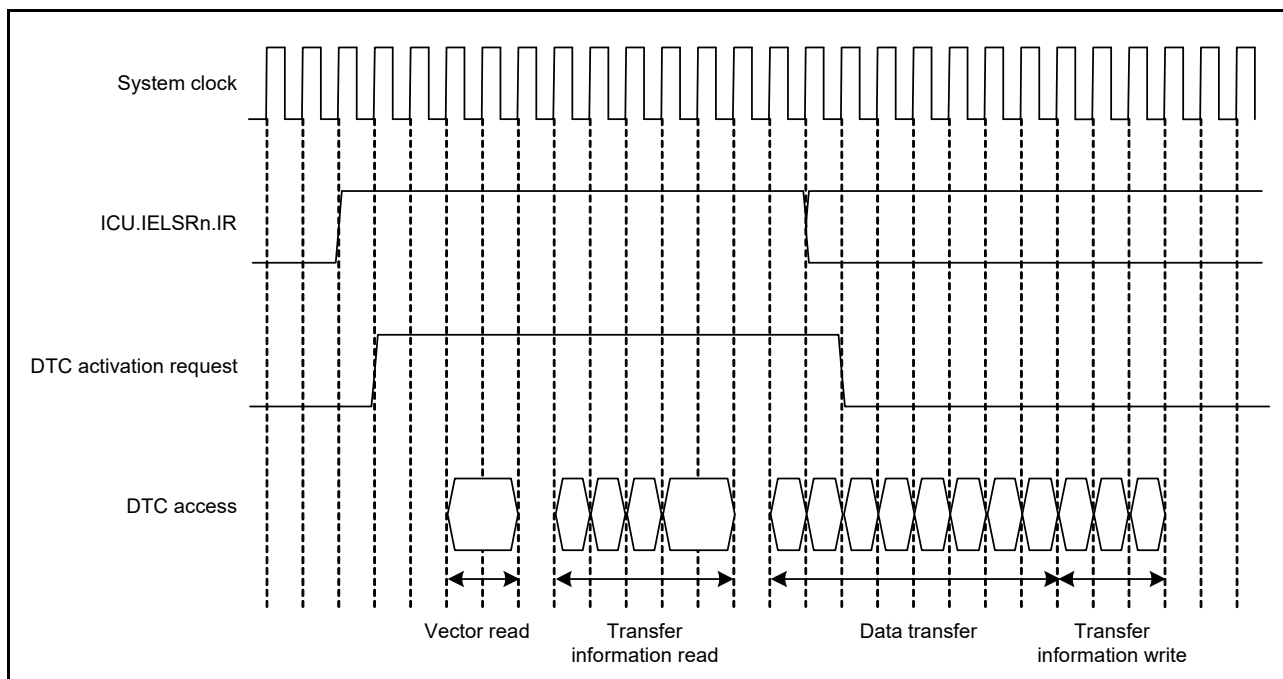 System clock
ICU.IELSRn.IR
DTC activation request
DTC access
Vector read
Transfer
information read
Data transfer
Transfer
information write